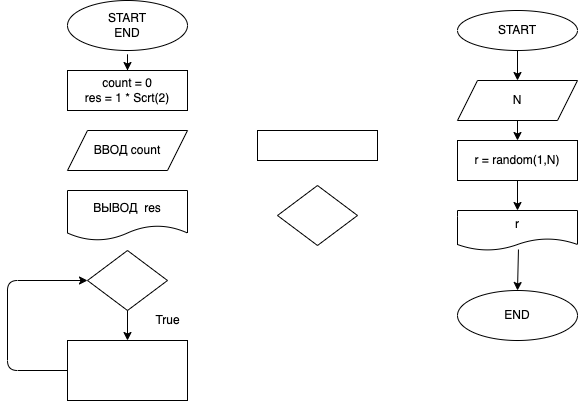 START
END
count = 0
res = 1 * Scrt(2)
ВВОД count
ВЫВОД res
True
START
N
r = random(1,N)
r
END